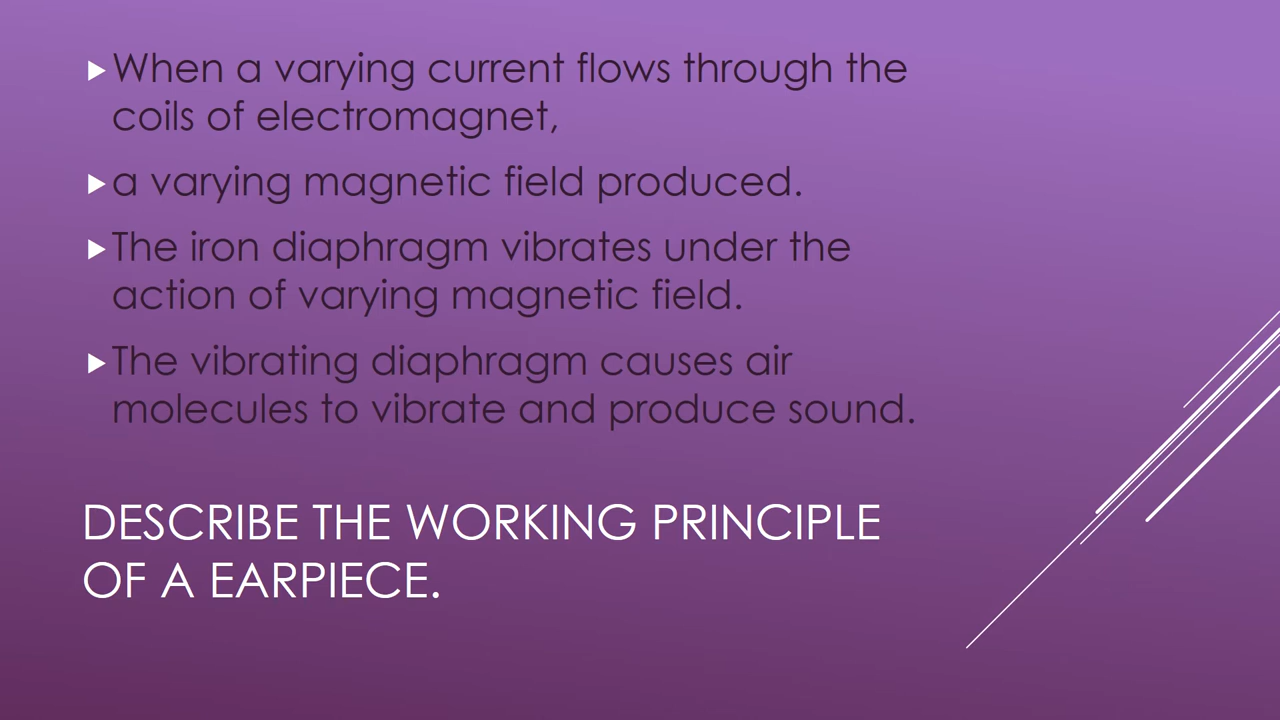 When a varying current flows through the
coils of electromagnet,
a varying magnetic field produced.
The iron diaphragm vibrates under the
action of varying magnetic field.
The vibrating diaphragm causes air
molecules to vibrate and produce sound.
DESCRIBE THE WORKING PRINCIPLE
OF A EARPIECE.